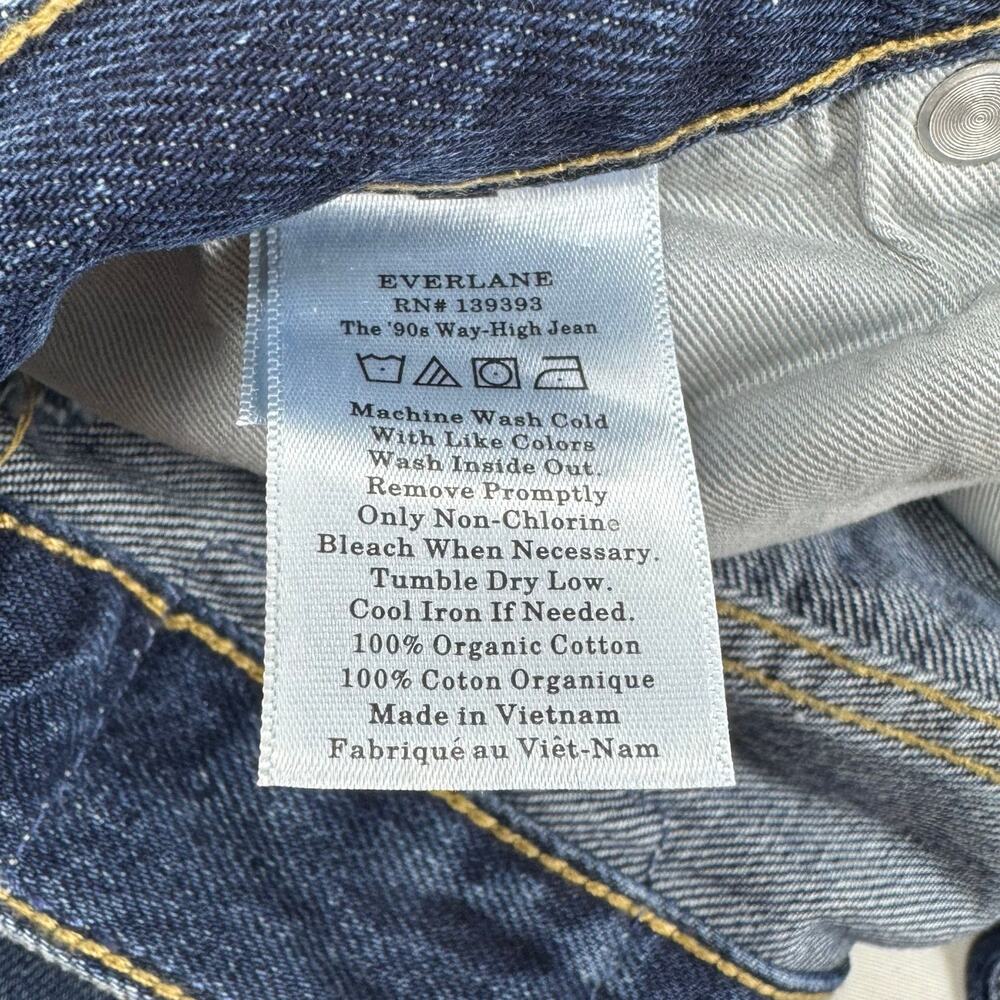 EVERLANE
RN# 139393
The '90s Way-High Jean
Machine Wash Cold
With Like Colors
Wash Inside Out.
Remove Promptly
Only Non-Chlorine
Bleach When Necessary.
Tumble Dry Low.
Cool Iron If Needed.
100% Organic Cotton
100% Coton Organique
Made in Vietnam
Fabriqué au Viêt-Nam